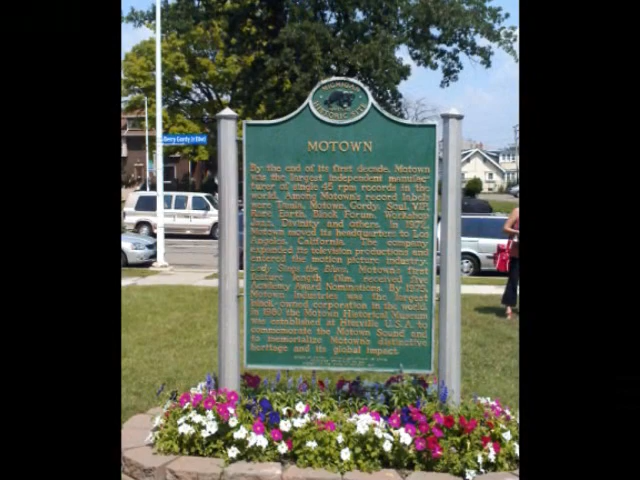 MICHIGAN
HISTORIC SITE
Berry Gordy Jr Blvd
MOTOWN
By the end of its first decade, Motown
was the largest independent manufac-
turer of single 45 rpm records in the
world. Among Motown's record labels
were Tamla, Motown, Gordy, Soul, VIP,
Rare Earth, Black Forum, Workshop
Jazz, Divinity and others. In 1972
Motown moved its headquarters to Los
Angeles, California. The company
expanded its television productions and
entered the motion picture industry.
Lady Sings the Blues, Motown's first
feature length film, received five
Academy Award Nominations. By 1975,
Motown Industries was the largest
black-owned corporation in the world.
In 1980 the Motown Historical Museum
was established at Hitsville U.S.A. to
commemorate the Motown Sound and
to memorialize Motown's distinctive
heritage and its global impact.